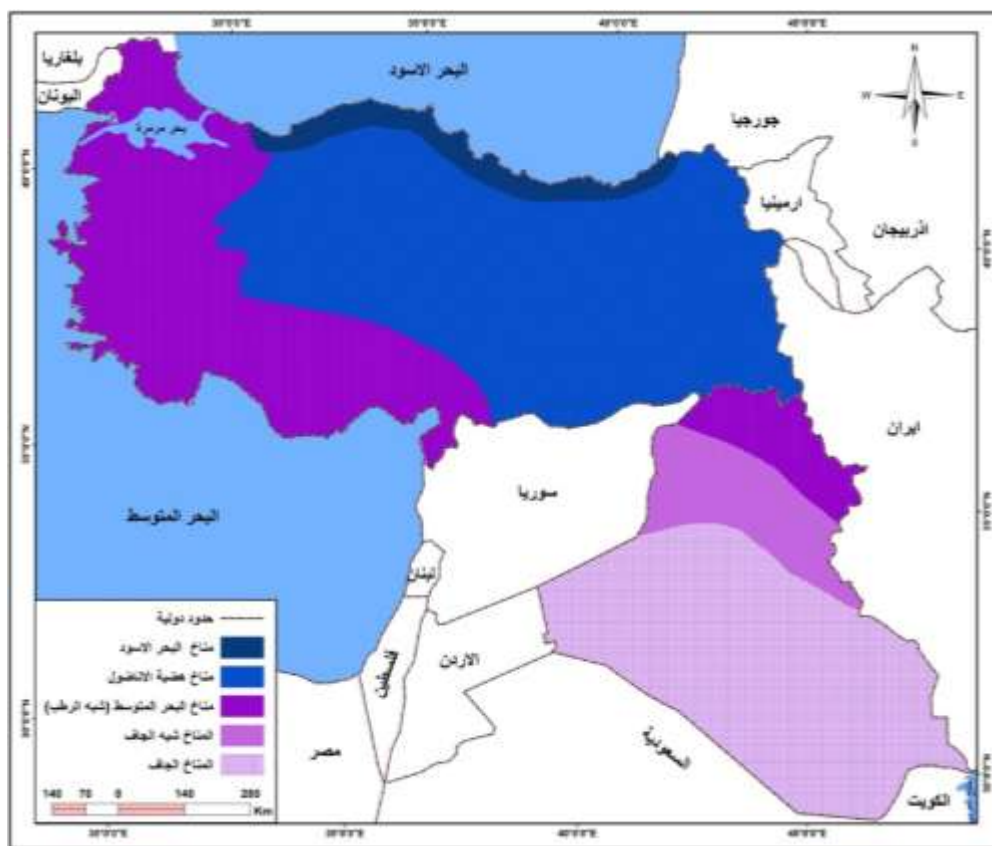 بلغاريا
اليونان
بحر مرمرة
البحر الاسود
جورجيا
ارمينيا
اذربيجان
ايران
سوريا
البحر المتوسط
لبنان
فلسطين
الاردن
مصر
السعودية
الكويت
N
W
E
S
حدود دولية
مناخ البحر الاسود
مناخ هضبة الاناضول
مناخ البحر المتوسط (شبه الرطب)
المناخ شبه الجاف
المناخ الجاف
140 70 0 140 280
Km